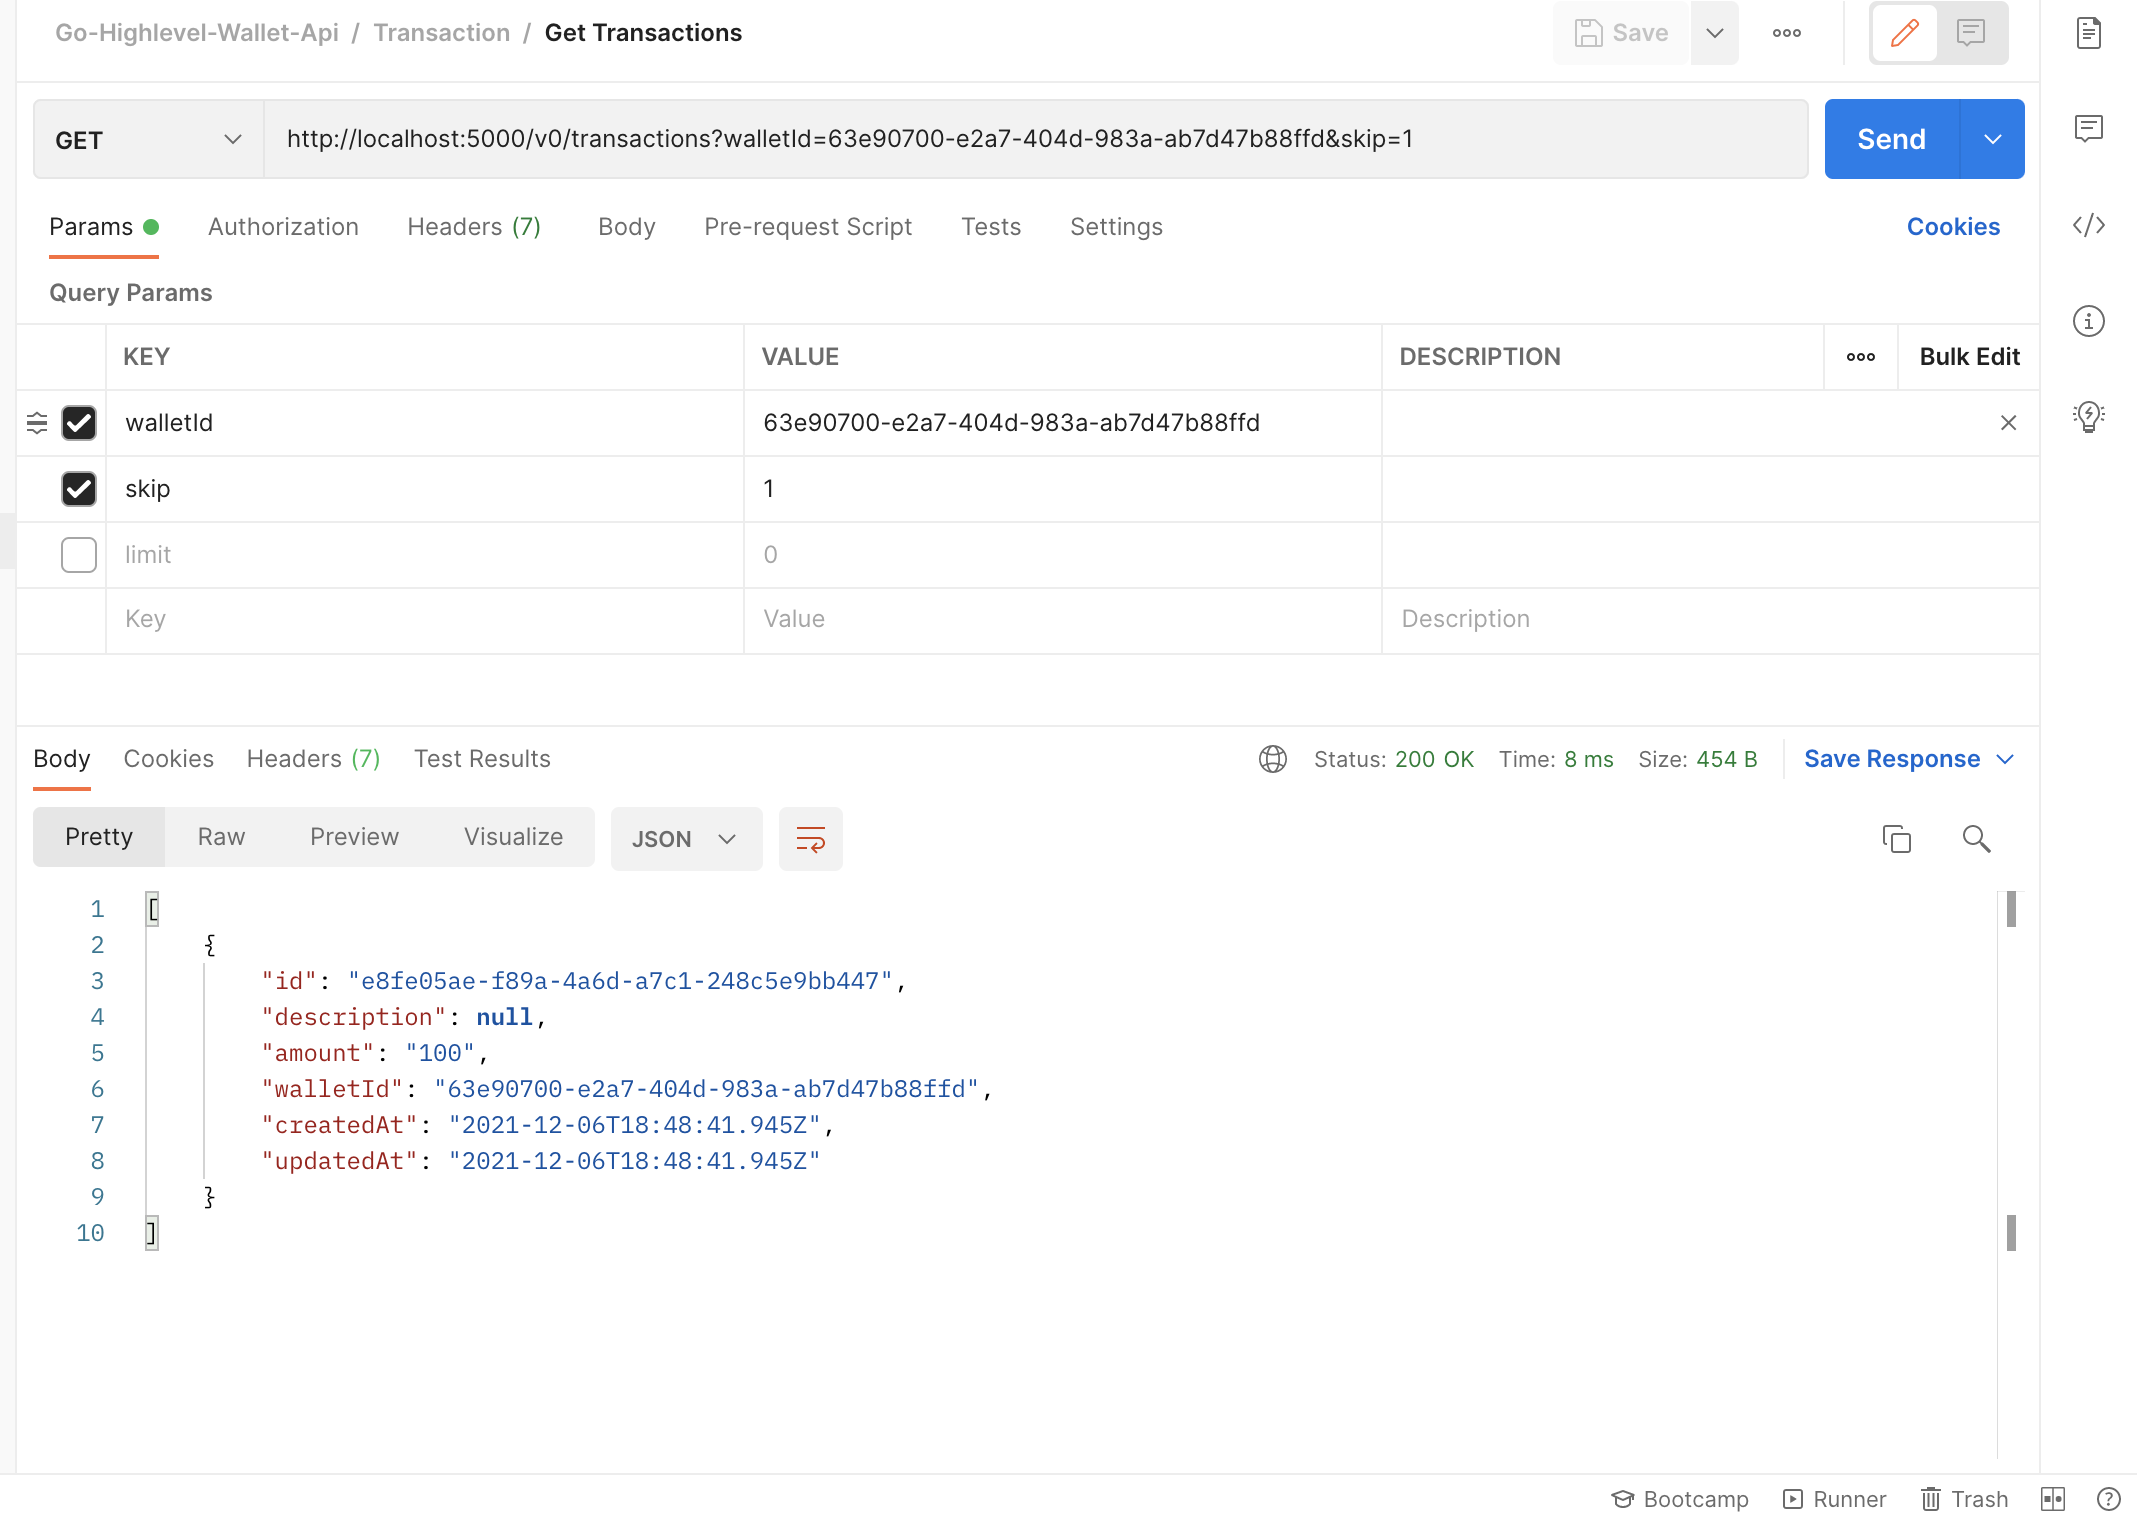 Go-Highlevel-Wallet-Api / Transaction / Get Transactions Save
GET http://localhost:5000/v0/transactions?walletId=63e90700-e2a7-404d-983a-ab7d47b88ffd&skip=1 Send
Params Authorization Headers (7) Body Pre-request Script Tests Settings Cookies
Query Params
KEY VALUE DESCRIPTION Bulk Edit
walletId 63e90700-e2a7-404d-983a-ab7d47b88ffd
skip 1
limit 0
Key Value Description
Body Cookies Headers (7) Test Results Status: 200 OK Time: 8 ms Size: 454 B Save Response
Pretty Raw Preview Visualize JSON
1 [
2 {
3 "id": "e8fe05ae-f89a-4a6d-a7c1-248c5e9bb447",
4 "description": null,
5 "amount": "100",
6 "walletId": "63e90700-e2a7-404d-983a-ab7d47b88ffd",
7 "createdAt": "2021-12-06T18:48:41.945Z",
8 "updatedAt": "2021-12-06T18:48:41.945Z"
9 }
10 ]
Bootcamp Runner Trash